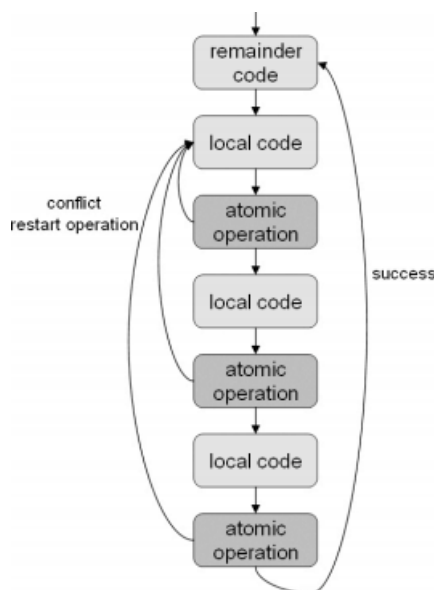 remainder
code
local code
conflict
restart operation
atomic
operation
success
local code
atomic
operation
local code
atomic
operation